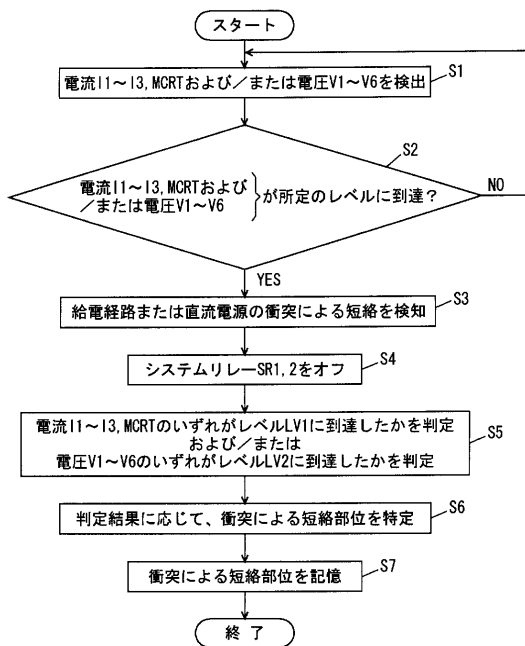 スタート
電流I1~I3,MCRTおよび/または電圧V1~V6を検出
S1
S2
電流I1~I3,MCRTおよび
/または電圧V1~V6
が所定のレベルに到達?
NO
YES
給電経路または直流電源の衝突による短絡を検知
S3
システムリレーSR1,2をオフ
S4
電流I1~I3,MCRTのいずれがレベルLV1に到達したかを判定
および/または
電圧V1~V6のいずれがレベルLV2に到達したかを判定
S5
判定結果に応じて、衝突による短絡部位を特定
S6
衝突による短絡部位を記憶
S7
終了